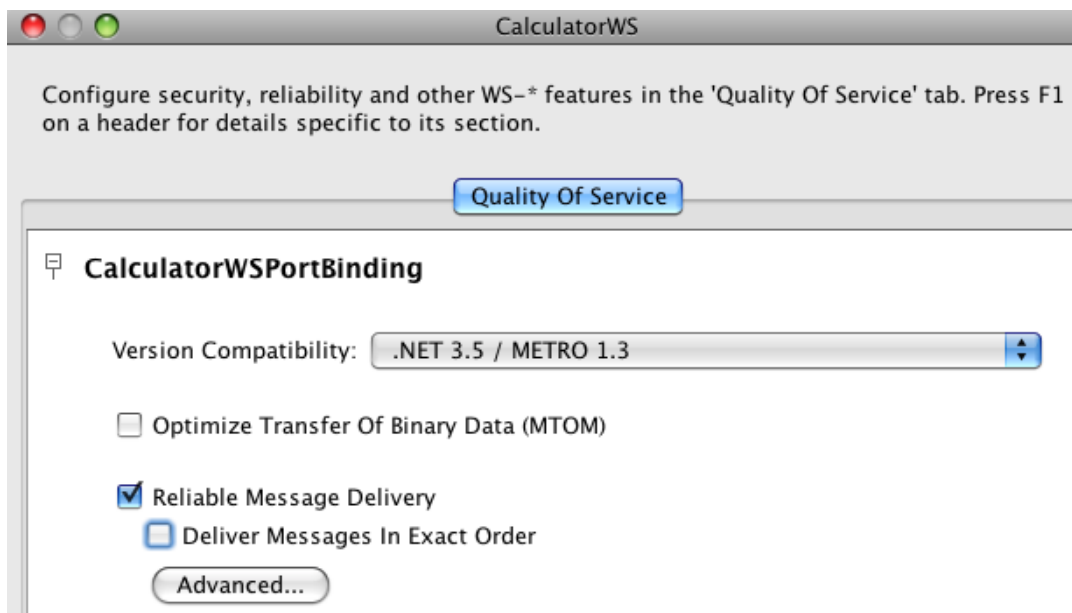 CalculatorWS
Configure security, reliability and other WS-* features in the 'Quality Of Service' tab. Press F1
on a header for details specific to its section.
Quality Of Service
CalculatorWSPortBinding
Version Compatibility: .NET 3.5 / METRO 1.3
Optimize Transfer Of Binary Data (MTOM)
Reliable Message Delivery
Deliver Messages In Exact Order
Advanced...